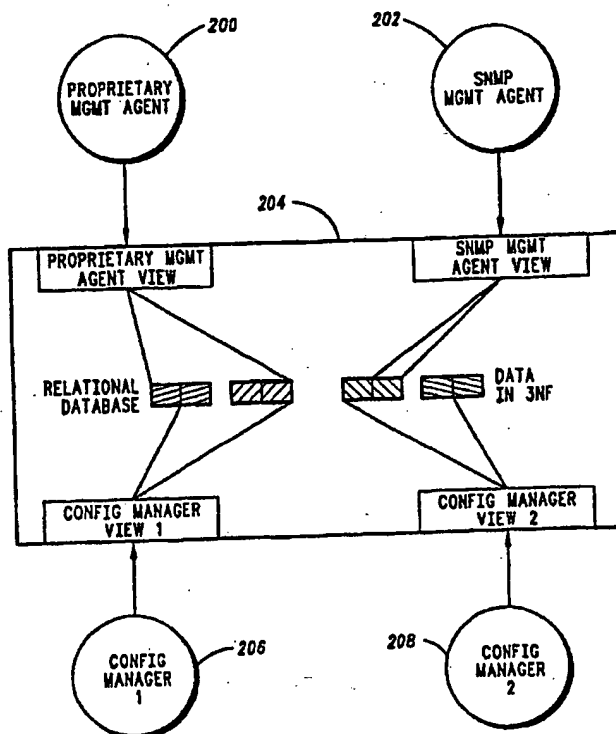 200
202
PROPRIETARY
MGMT AGENT
SNMP
MGMT AGENT
204
PROPRIETARY MGMT
AGENT VIEW
SNMP MGMT
AGENT VIEW
RELATIONAL
DATABASE
DATA
IN 3NF
CONFIG MANAGER
VIEW 1
CONFIG MANAGER
VIEW 2
CONFIG
MANAGER
1
206
208
CONFIG
MANAGER
2